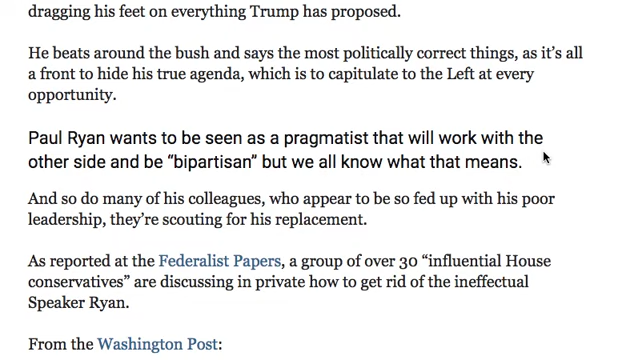 dragging his feet on everything Trump has proposed.
He beats around the bush and says the most politically correct things, as it’s all
a front to hide his true agenda, which is to capitulate to the Left at every
opportunity.
Paul Ryan wants to be seen as a pragmatist that will work with the
other side and be “bipartisan” but we all know what that means.
And so do many of his colleagues, who appear to be so fed up with his poor
leadership, they’re scouting for his replacement.
As reported at the Federalist Papers, a group of over 30 “influential House
conservatives” are discussing in private how to get rid of the ineffectual
Speaker Ryan.
From the Washington Post: